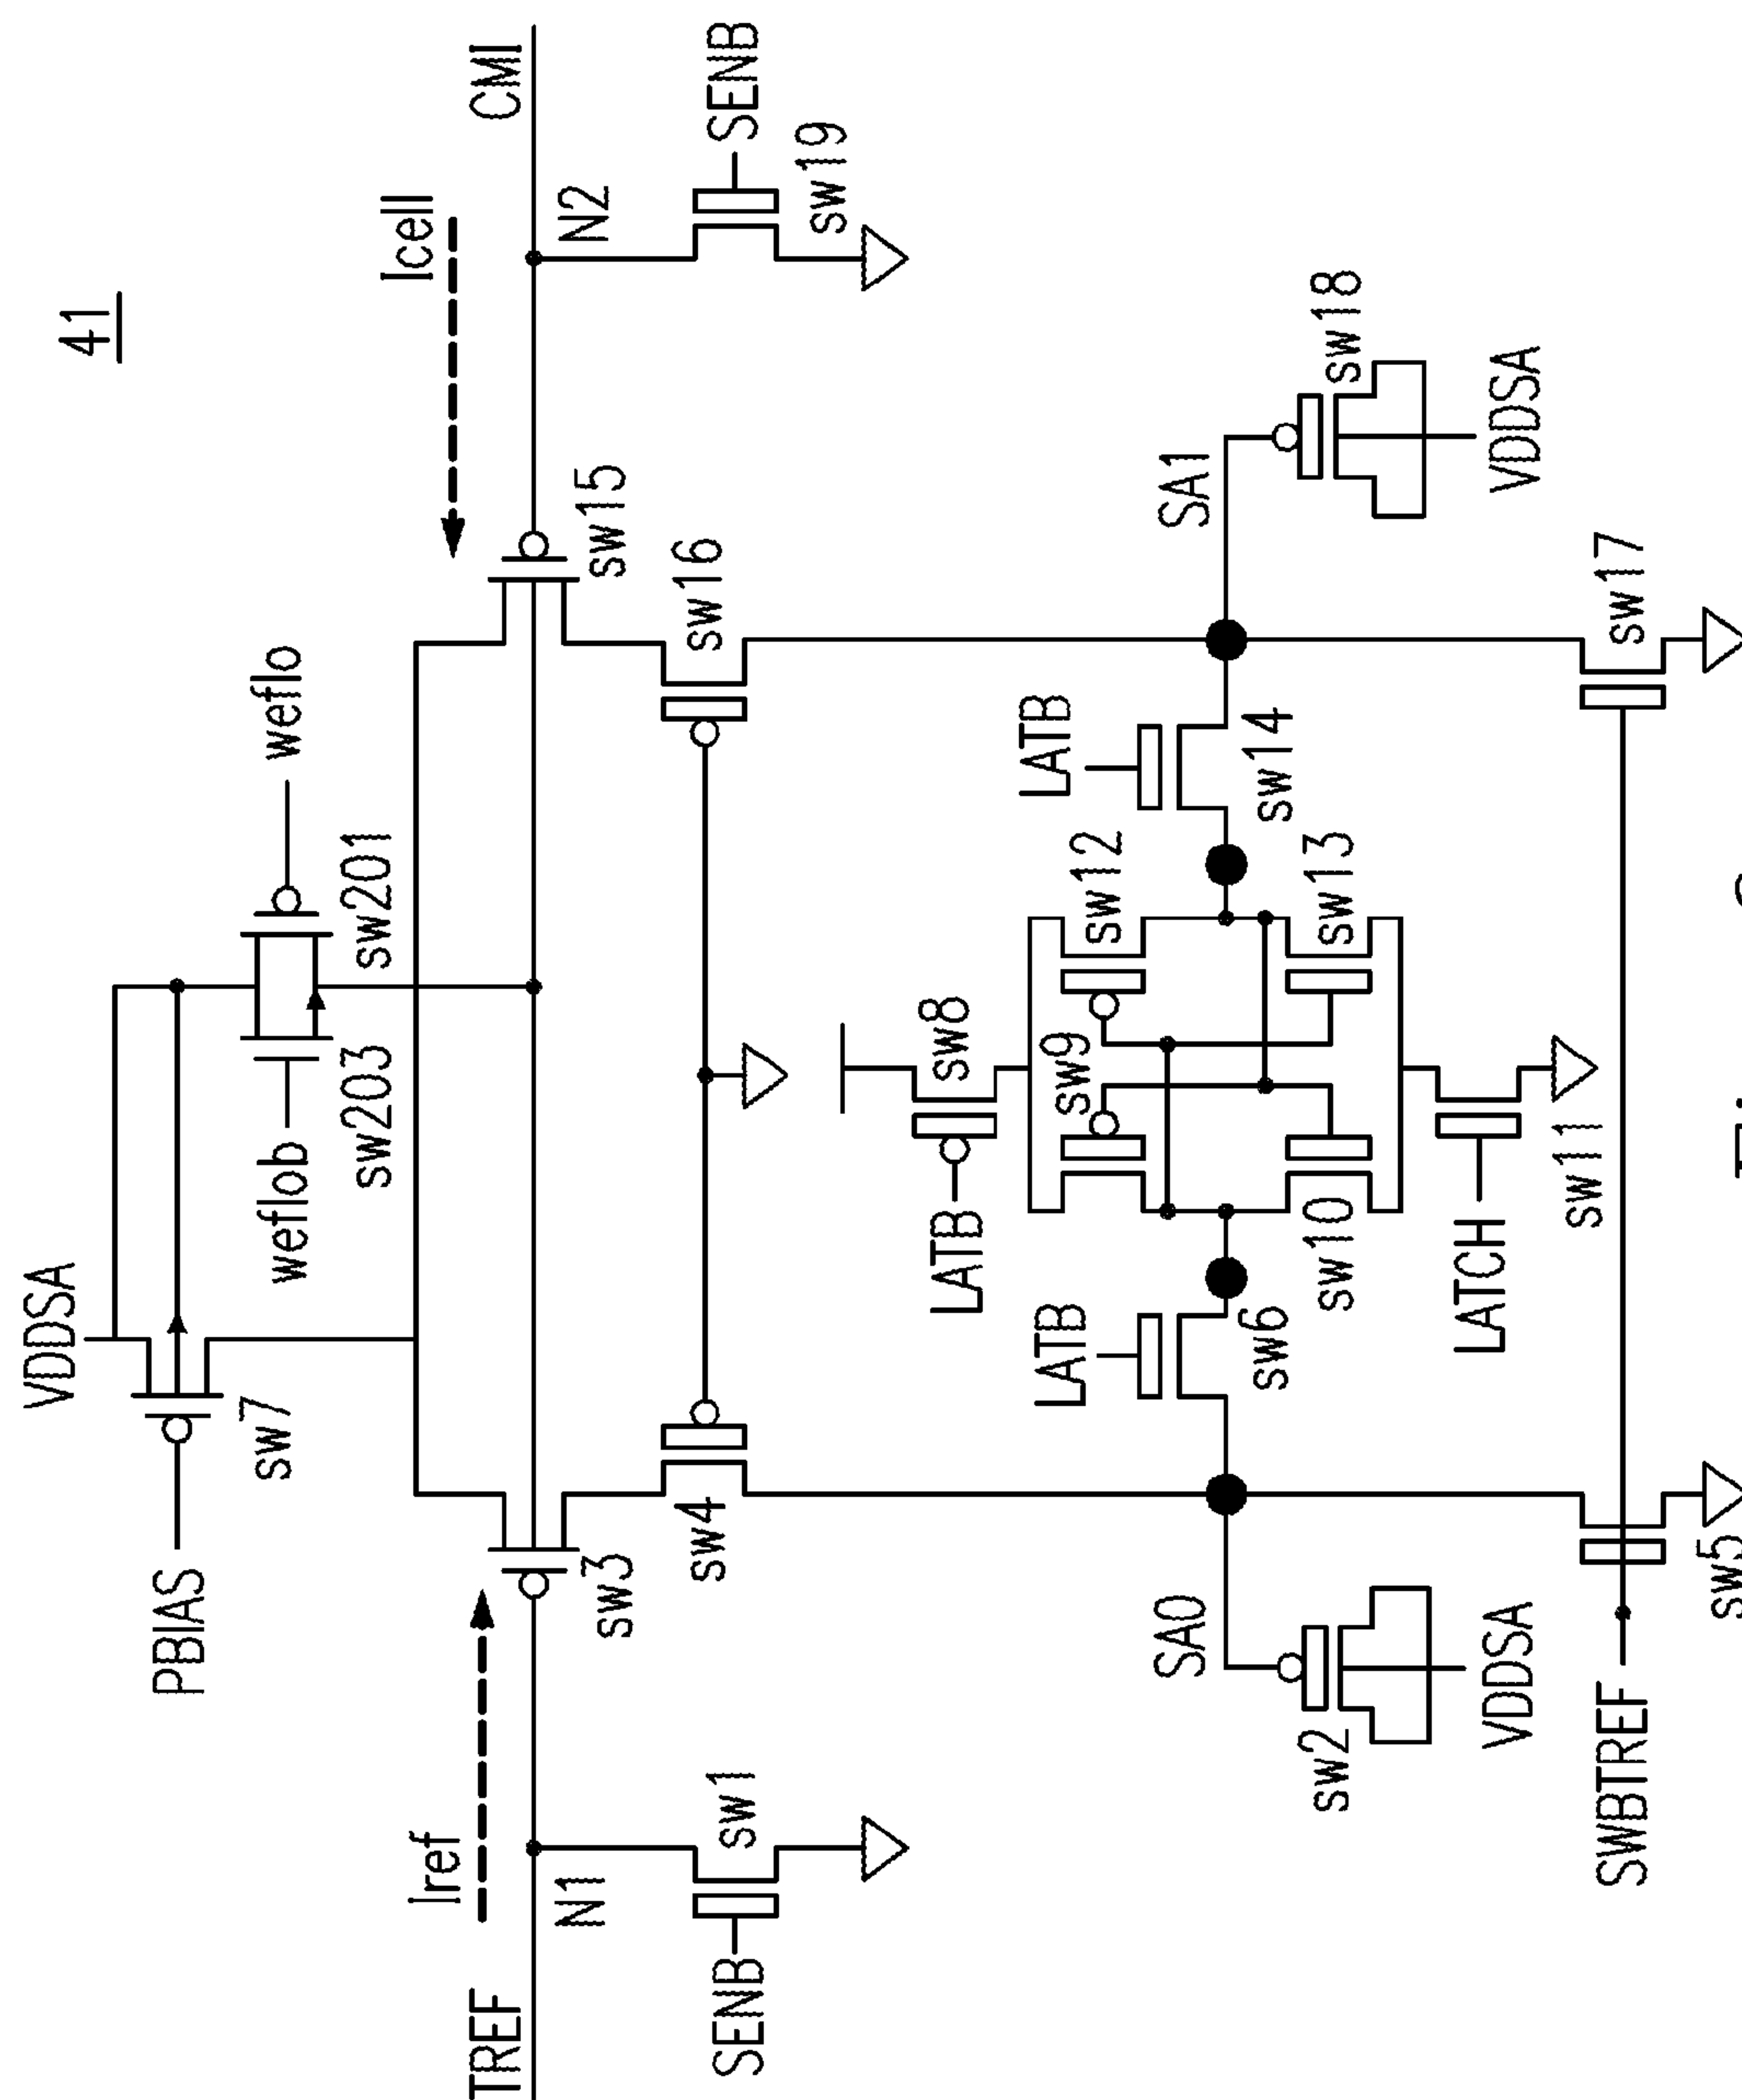 41
VDDSA
PBIAS
sw7
weflob
weflo
sw203
sw201
Iref
Icell
TREF
CMI
N1
N2
sw3
sw15
SENB
sw1
sw4
sw16
SENB
sw19
LATB
sw8
LATB
LATB
sw9
sw12
SA0
SA1
sw6
sw14
sw10
sw13
sw2
sw18
VDDSA
LATCH
VDDSA
sw11
SWBTREF
sw17
sw5